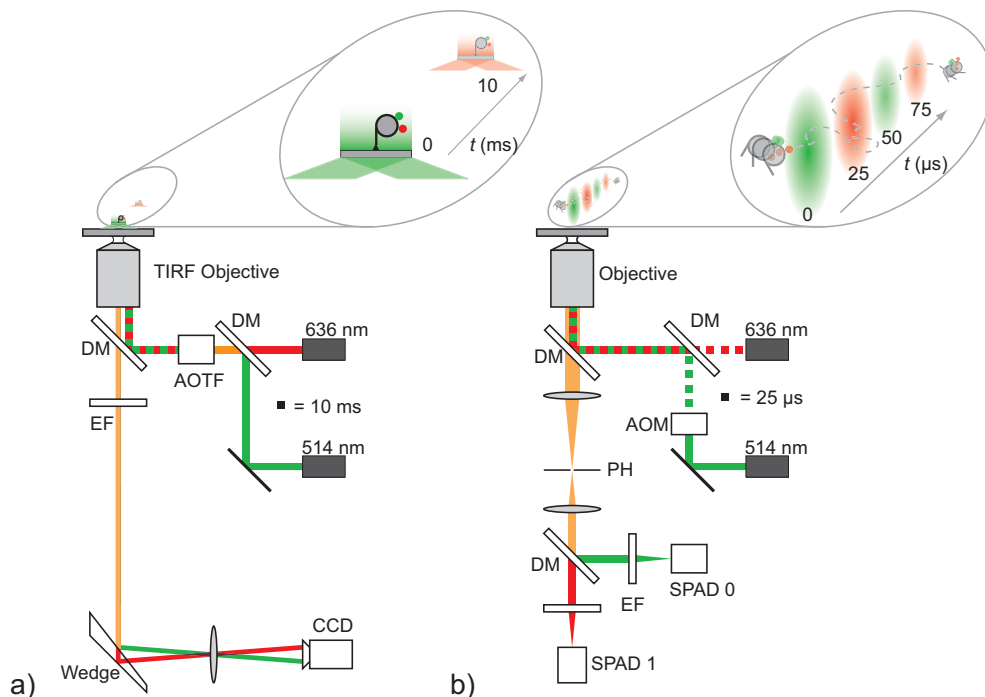 10
0
t (ms)
TIRF Objective
DM
DM
636 nm
AOTF
= 10 ms
EF
514 nm
CCD
Wedge
a)
75
50
25
0
t (µs)
Objective
DM
DM
636 nm
= 25 µs
AOM
514 nm
PH
DM
EF
SPAD 0
SPAD 1
b)